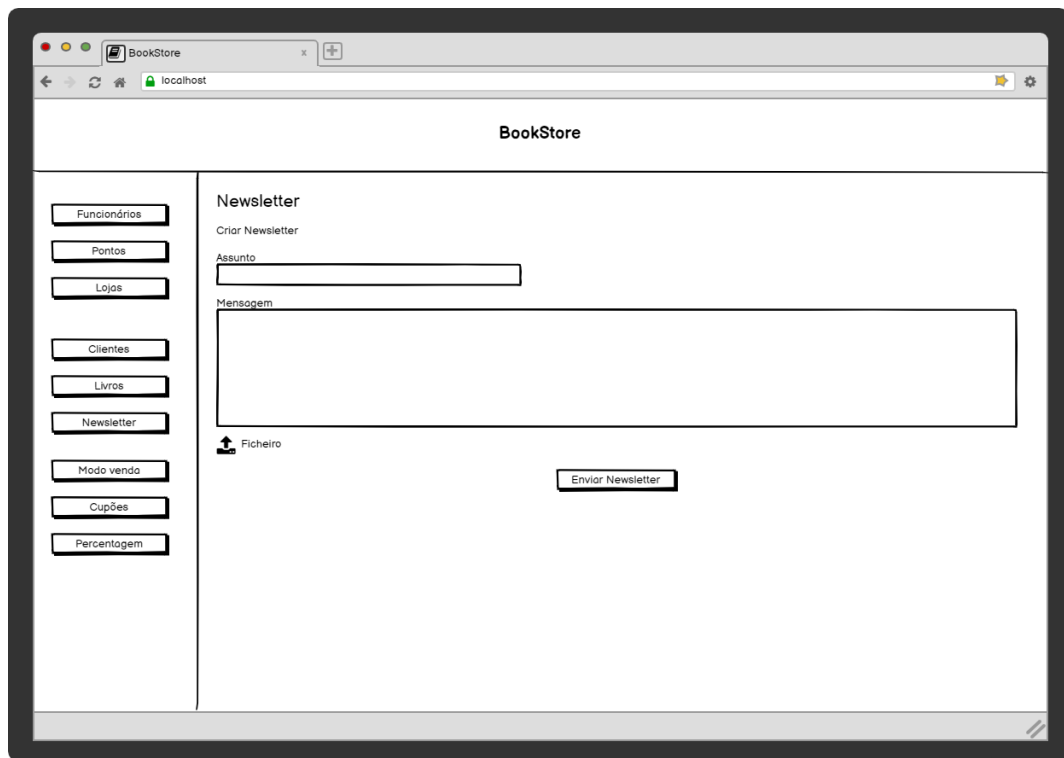 BookStore
x
localhost
BookStore
Funcionários
Pontos
Lojas
Clientes
Livros
Newsletter
Modo venda
Cupões
Percentagem
Newsletter
Criar Newsletter
Assunto
Mensagem
Ficheiro
Enviar Newsletter